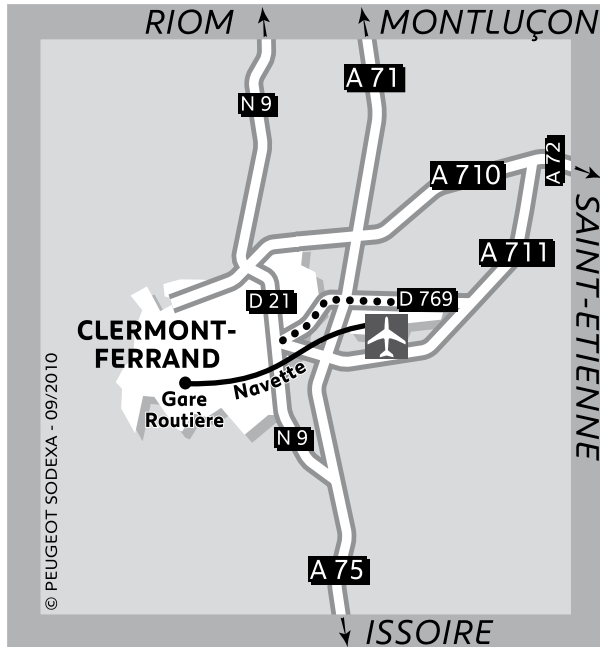 RIOM
MONTLUÇON
A 71
N 9
A 72
A 710
SAINT-ETIENNE
A 711
D 21
D 769
CLERMONT-
FERRAND
Navette
Gare
Routière
N 9
A 75
ISSOIRE
© PEUGEOT SODEXA - 09/2010